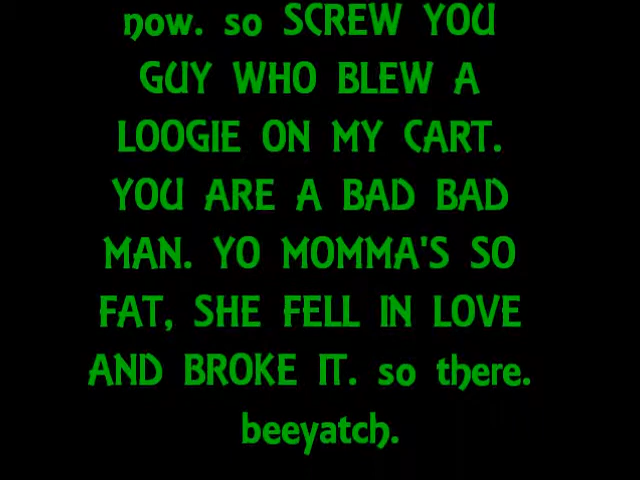 now. so SCREW YOU
GUY WHO BLEW A
LOOGIE ON MY CART.
YOU ARE A BAD BAD
MAN. YO MOMMA'S SO
FAT, SHE FELL IN LOVE
AND BROKE IT. so there.
beeyatch.